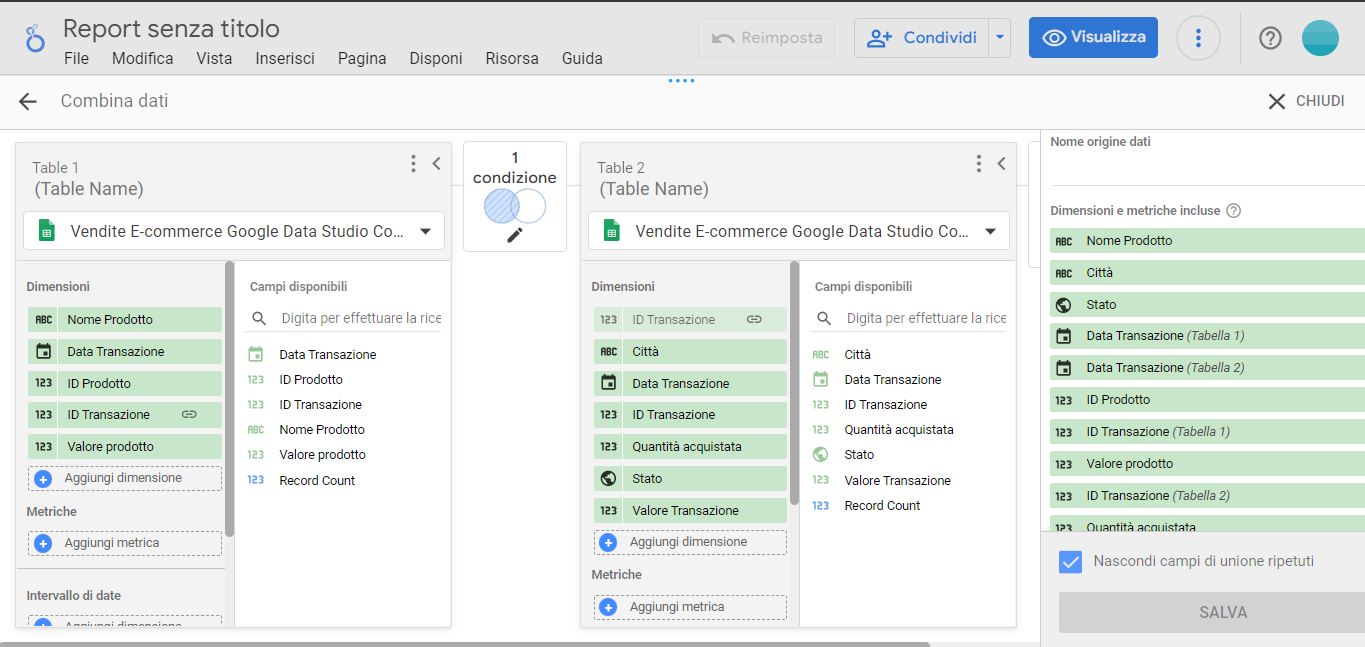 Report senza titolo
File Modifica Vista Inserisci Pagina Disponi Risorsa Guida
Reimposta
Condividi
Visualizza
Combina dati
CHIUDI
Table 1
(Table Name)
Vendite E-commerce Google Data Studio Co...
Dimensioni
ABC Nome Prodotto
Data Transazione
123 ID Prodotto
123 ID Transazione
123 Valore prodotto
Aggiungi dimensione
Metriche
Aggiungi metrica
Intervallo di date
Aggiungi dimensione
Campi disponibili
Digita per effettuare la rice
Data Transazione
123 ID Prodotto
123 ID Transazione
ABC Nome Prodotto
123 Valore prodotto
123 Record Count
1
condizione
Table 2
(Table Name)
Vendite E-commerce Google Data Studio Co...
Dimensioni
123 ID Transazione
ABC Città
Data Transazione
123 ID Transazione
123 Quantità acquistata
Stato
123 Valore Transazione
Aggiungi dimensione
Metriche
Aggiungi metrica
Campi disponibili
Digita per effettuare la rice
ABC Città
Data Transazione
123 ID Transazione
123 Quantità acquistata
Stato
123 Valore Transazione
123 Record Count
Nome origine dati
Dimensioni e metriche incluse
ABC Nome Prodotto
ABC Città
Stato
Data Transazione (Tabella 1)
Data Transazione (Tabella 2)
123 ID Prodotto
123 ID Transazione (Tabella 1)
123 Valore prodotto
123 ID Transazione (Tabella 2)
123 Quantità acquistata
Nascondi campi di unione ripetuti
SALVA